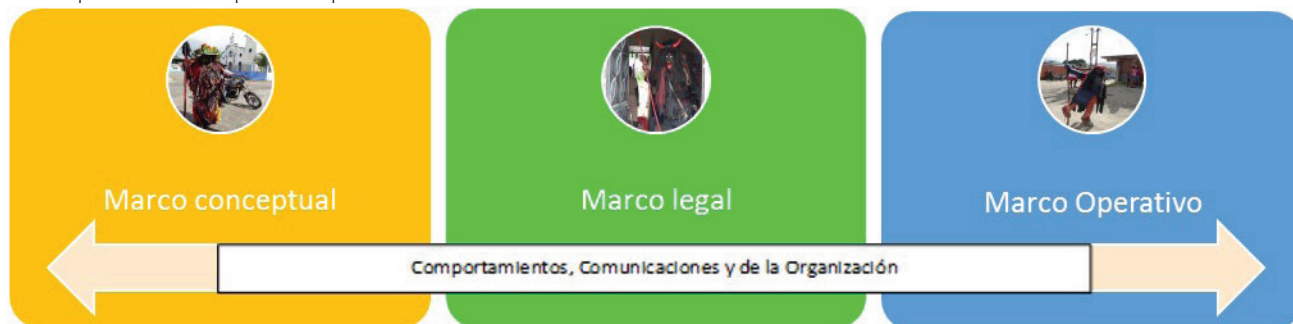 Marco conceptual
Marco legal
Marco Operativo
Comportamientos, Comunicaciones y de la Organización